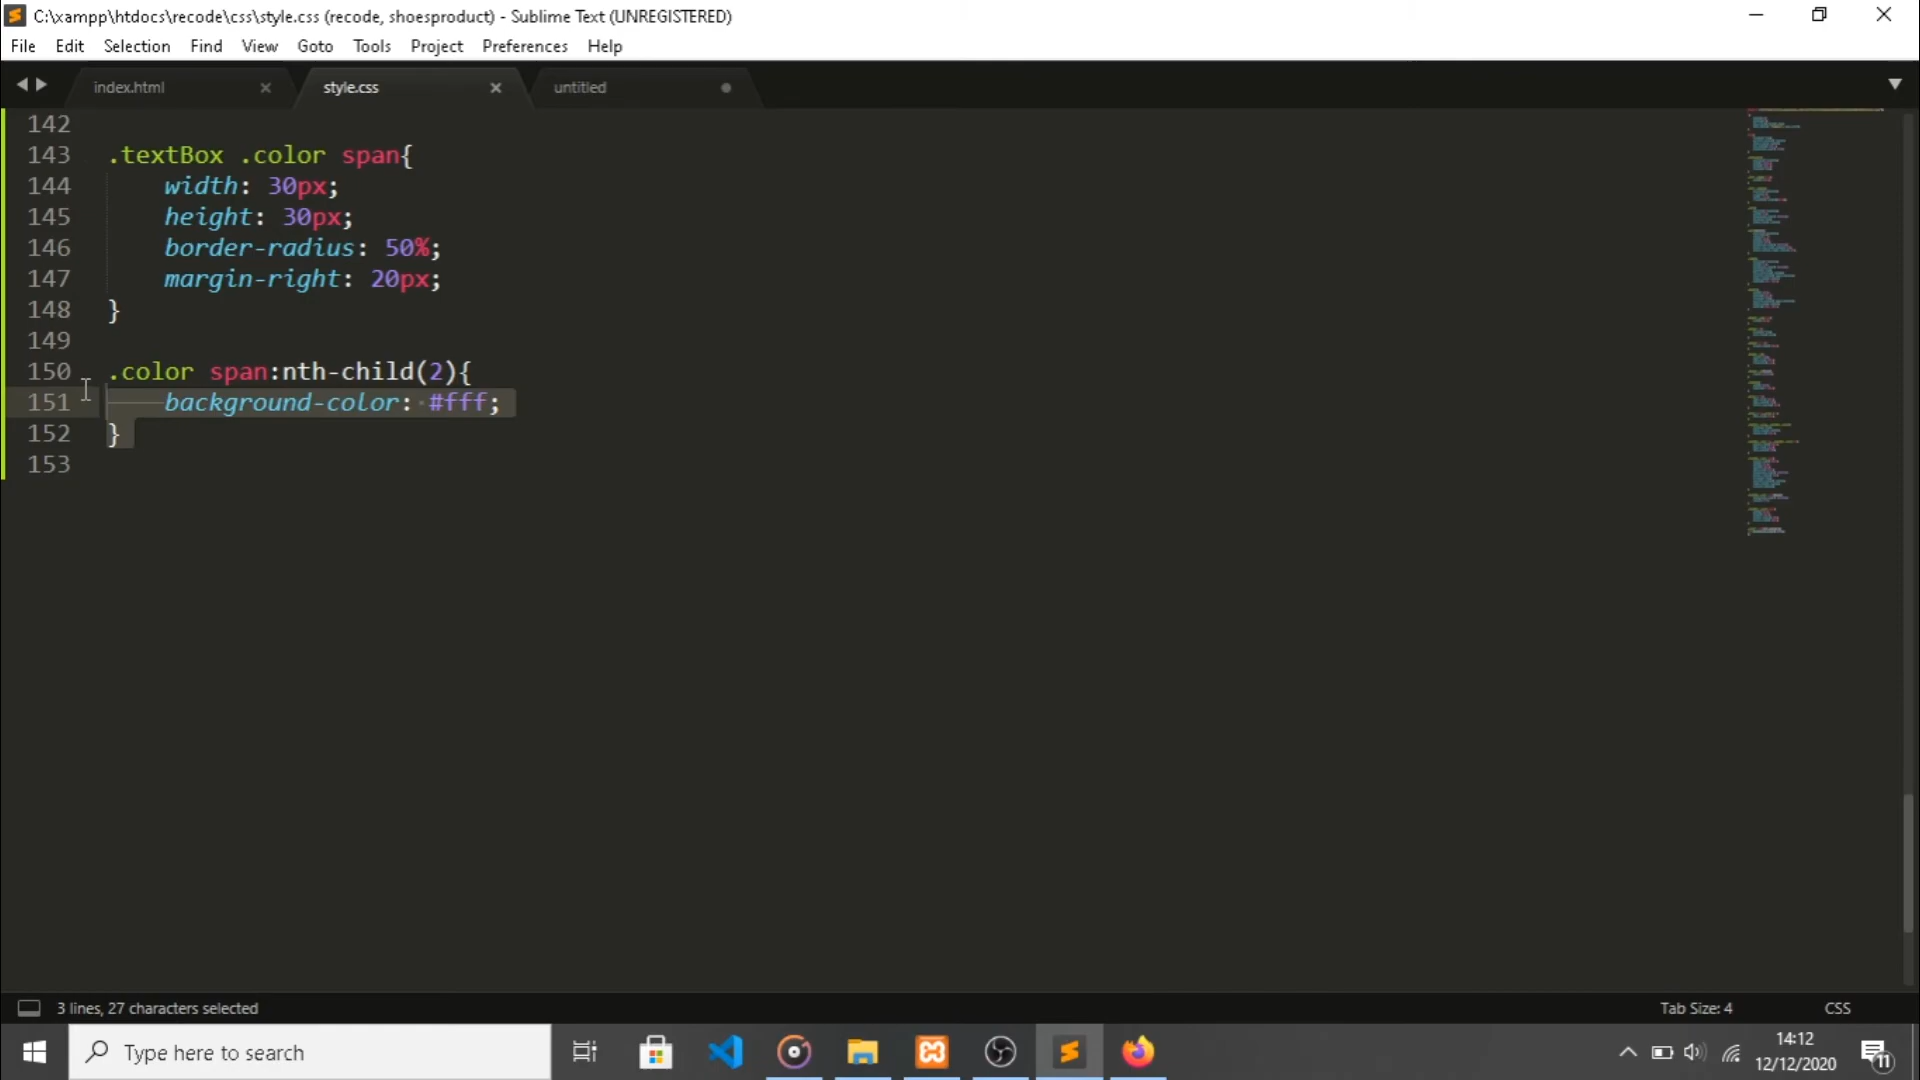 C:\xampp\htdocs\recode\css\style.css (recode, shoesproduct) - Sublime Text (UNREGISTERED)
File Edit Selection Find View Goto Tools Project Preferences Help
index.html style.css untitled
142
143 .textBox .color span{
144 width: 30px;
145 height: 30px;
146 border-radius: 50%;
147 margin-right: 20px;
148 }
149
150 .color span:nth-child(2){
151 background-color: #fff;
152 }
153
3 lines, 27 characters selected Tab Size: 4 CSS
Type here to search 14:12
12/12/2020 11